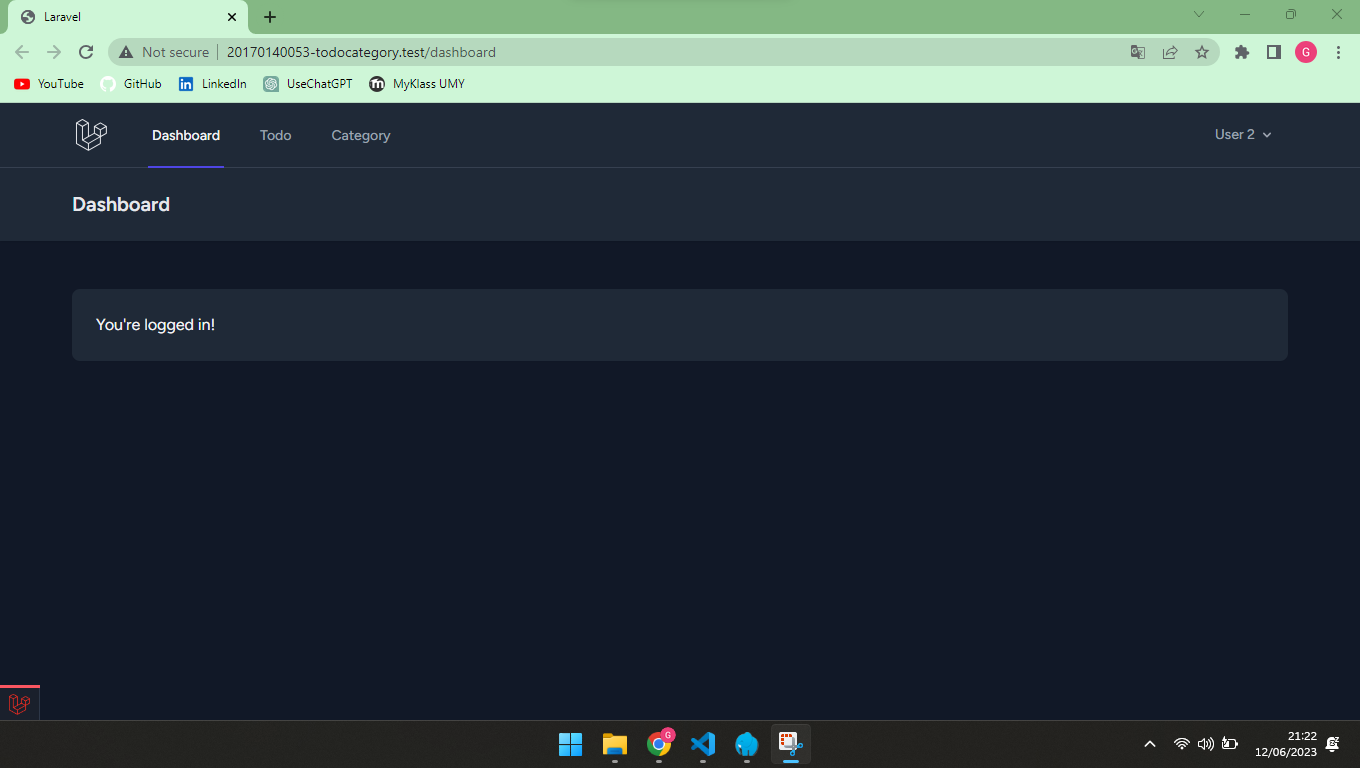 Laravel
Not secure 20170140053-todocategory.test/dashboard
G
YouTube GitHub LinkedIn UseChatGPT MyKlass UMY
Dashboard Todo Category User 2
Dashboard
You're logged in!
G
21:22
12/06/2023